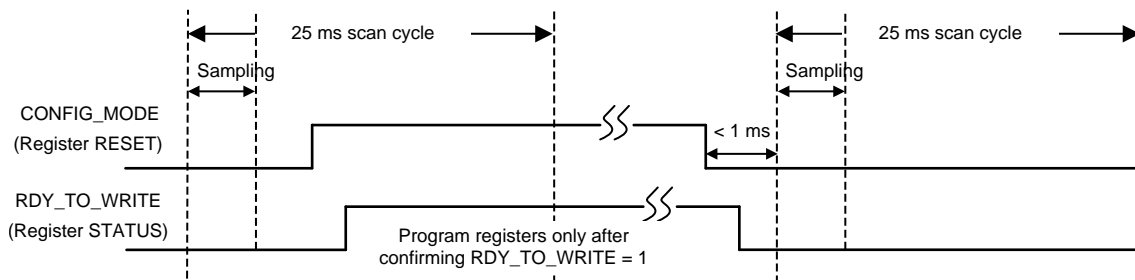 25 ms scan cycle
25 ms scan cycle
Sampling
Sampling
CONFIG_MODE
(Register RESET)
< 1 ms
RDY_TO_WRITE
(Register STATUS)
Program registers only after
confirming RDY_TO_WRITE = 1